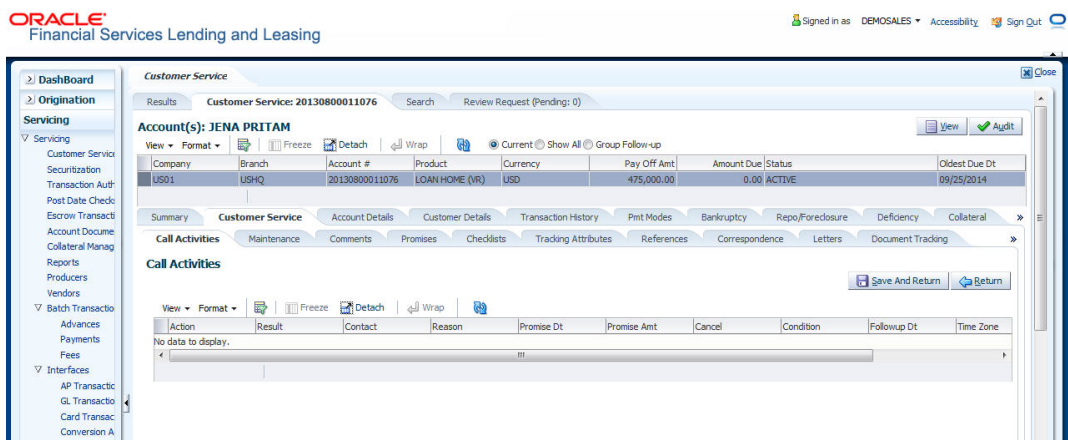 ORACLE
Financial Services Lending and Leasing
Signed in as DEMOSALES Accessibility Sign Out
Close
DashBoard
Origination
Servicing
Servicing
Customer Service
Securitization
Transaction Auth
Post Date Checks
Escrow Transacti
Account Docume
Collateral Manag
Reports
Producers
Vendors
Batch Transactio
Advances
Payments
Fees
Interfaces
AP Transactio
GL Transactio
Card Transac
Conversion A
Customer Service
Results Customer Service: 20130800011076 Search Review Request (Pending: 0)
Account(s): JENA PRITAM
View Audit
View Format Freeze Detach Wrap Current Show All Group Follow-up
Company Branch Account # Product Currency Pay Off Amt Amount Due Status Oldest Due Dt
US01 USHQ 20130800011076 LOAN HOME (VR) USD 475,000.00 0.00 ACTIVE 09/25/2014
Summary Customer Service Account Details Customer Details Transaction History Pmt Modes Bankruptcy Repo/Foreclosure Deficiency Collateral »
Call Activities Maintenance Comments Promises Checklists Tracking Attributes References Correspondence Letters Document Tracking »
Call Activities
Save And Return Return
View Format Freeze Detach Wrap
Action Result Contact Reason Promise Dt Promise Amt Cancel Condition Followup Dt Time Zone
No data to display.